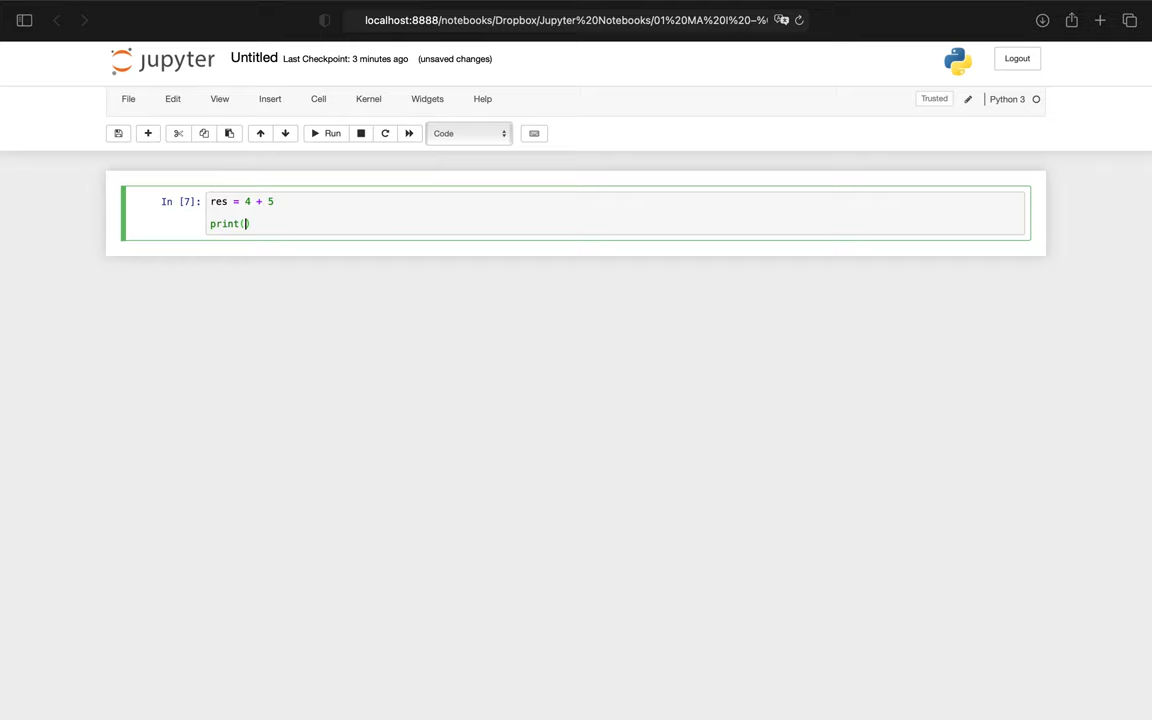 localhost:8888/notebooks/Dropbox/Jupyter%20Notebooks/01%20MA%20I%20–%
jupyter Untitled Last Checkpoint: 3 minutes ago (unsaved changes) Logout
File Edit View Insert Cell Kernel Widgets Help Trusted Python 3
Run Code
In [7]: res = 4 + 5
print()